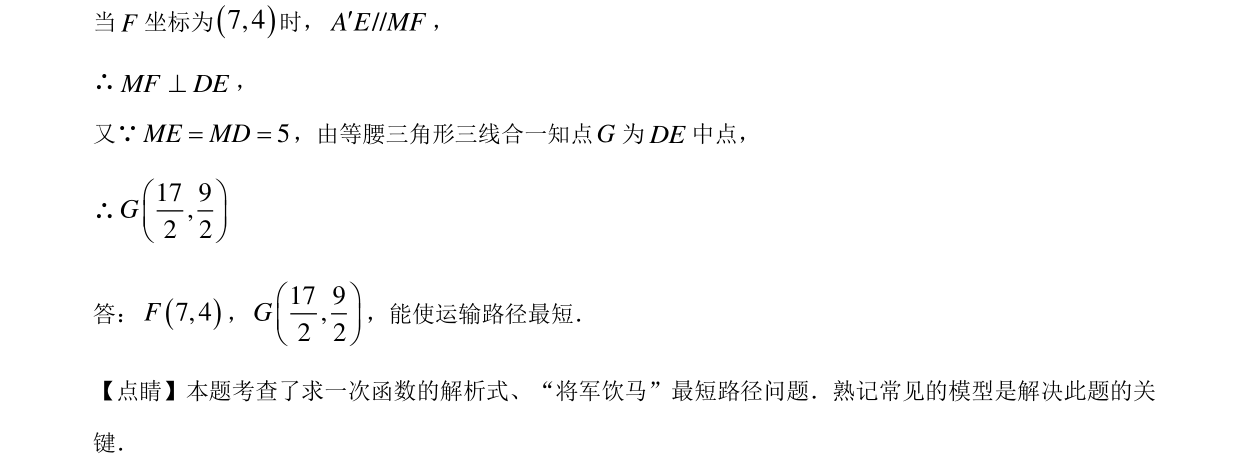 当 F 坐标为(7,4)时，A′E//MF，
∴ MF ⊥ DE，
又∵ ME = MD = 5，由等腰三角形三线合一知点 G 为 DE 中点，
∴ G(17/2, 9/2)
答：F(7,4)，G(17/2, 9/2)，能使运输路径最短．
【点睛】本题考查了求一次函数的解析式、“将军饮马”最短路径问题．熟记常见的模型是解决此题的关
键．